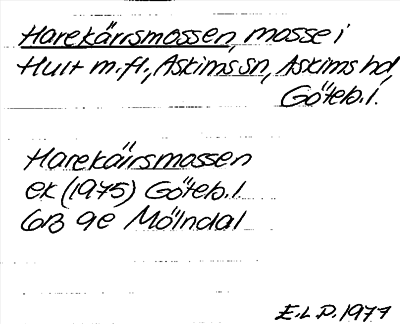 Harekärrsmossen, mosse i
Hult m.fl., Askims sn, Askims hd,
Göteb.l.
Harekärrsmossen
ek (1975) Göteb.l.
6B 9e Mölndal
E.L.P. 1977